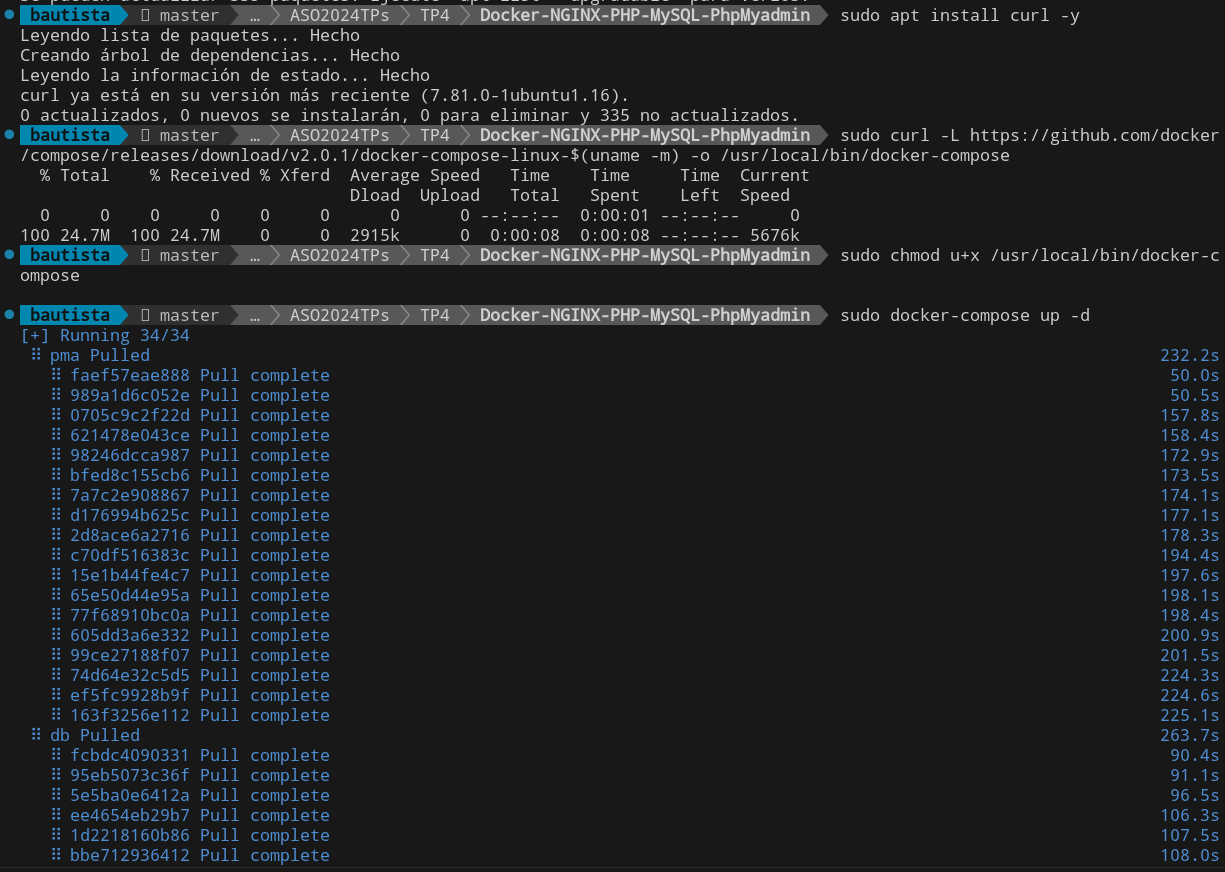 bautista master … ASO2024TPs TP4 Docker-NGINX-PHP-MySQL-PhpMyadmin sudo apt install curl -y
Leyendo lista de paquetes... Hecho
Creando árbol de dependencias... Hecho
Leyendo la información de estado... Hecho
curl ya está en su versión más reciente (7.81.0-1ubuntu1.16).
0 actualizados, 0 nuevos se instalarán, 0 para eliminar y 335 no actualizados.
bautista master … ASO2024TPs TP4 Docker-NGINX-PHP-MySQL-PhpMyadmin sudo curl -L https://github.com/docker
/compose/releases/download/v2.0.1/docker-compose-linux-$(uname -m) -o /usr/local/bin/docker-compose
% Total % Received % Xferd Average Speed Time Time Time Current
Dload Upload Total Spent Left Speed
0 0 0 0 0 0 0 0 --:--:-- 0:00:01 --:--:-- 0
100 24.7M 100 24.7M 0 0 2915k 0 0:00:08 0:00:08 --:--:-- 5676k
bautista master … ASO2024TPs TP4 Docker-NGINX-PHP-MySQL-PhpMyadmin sudo chmod u+x /usr/local/bin/docker-c
ompose
bautista master … ASO2024TPs TP4 Docker-NGINX-PHP-MySQL-PhpMyadmin sudo docker-compose up -d
[+] Running 34/34
⠿ pma Pulled 232.2s
⠿ faef57eae888 Pull complete 50.0s
⠿ 989a1d6c052e Pull complete 50.5s
⠿ 0705c9c2f22d Pull complete 157.8s
⠿ 621478e043ce Pull complete 158.4s
⠿ 98246dcca987 Pull complete 172.9s
⠿ bfed8c155cb6 Pull complete 173.5s
⠿ 7a7c2e908867 Pull complete 174.1s
⠿ d176994b625c Pull complete 177.1s
⠿ 2d8ace6a2716 Pull complete 178.3s
⠿ c70df516383c Pull complete 194.4s
⠿ 15e1b44fe4c7 Pull complete 197.6s
⠿ 65e50d44e95a Pull complete 198.1s
⠿ 77f68910bc0a Pull complete 198.4s
⠿ 605dd3a6e332 Pull complete 200.9s
⠿ 99ce27188f07 Pull complete 201.5s
⠿ 74d64e32c5d5 Pull complete 224.3s
⠿ ef5fc9928b9f Pull complete 224.6s
⠿ 163f3256e112 Pull complete 225.1s
⠿ db Pulled 263.7s
⠿ fcbdc4090331 Pull complete 90.4s
⠿ 95eb5073c36f Pull complete 91.1s
⠿ 5e5ba0e6412a Pull complete 96.5s
⠿ ee4654eb29b7 Pull complete 106.3s
⠿ 1d2218160b86 Pull complete 107.5s
⠿ bbe712936412 Pull complete 108.0s